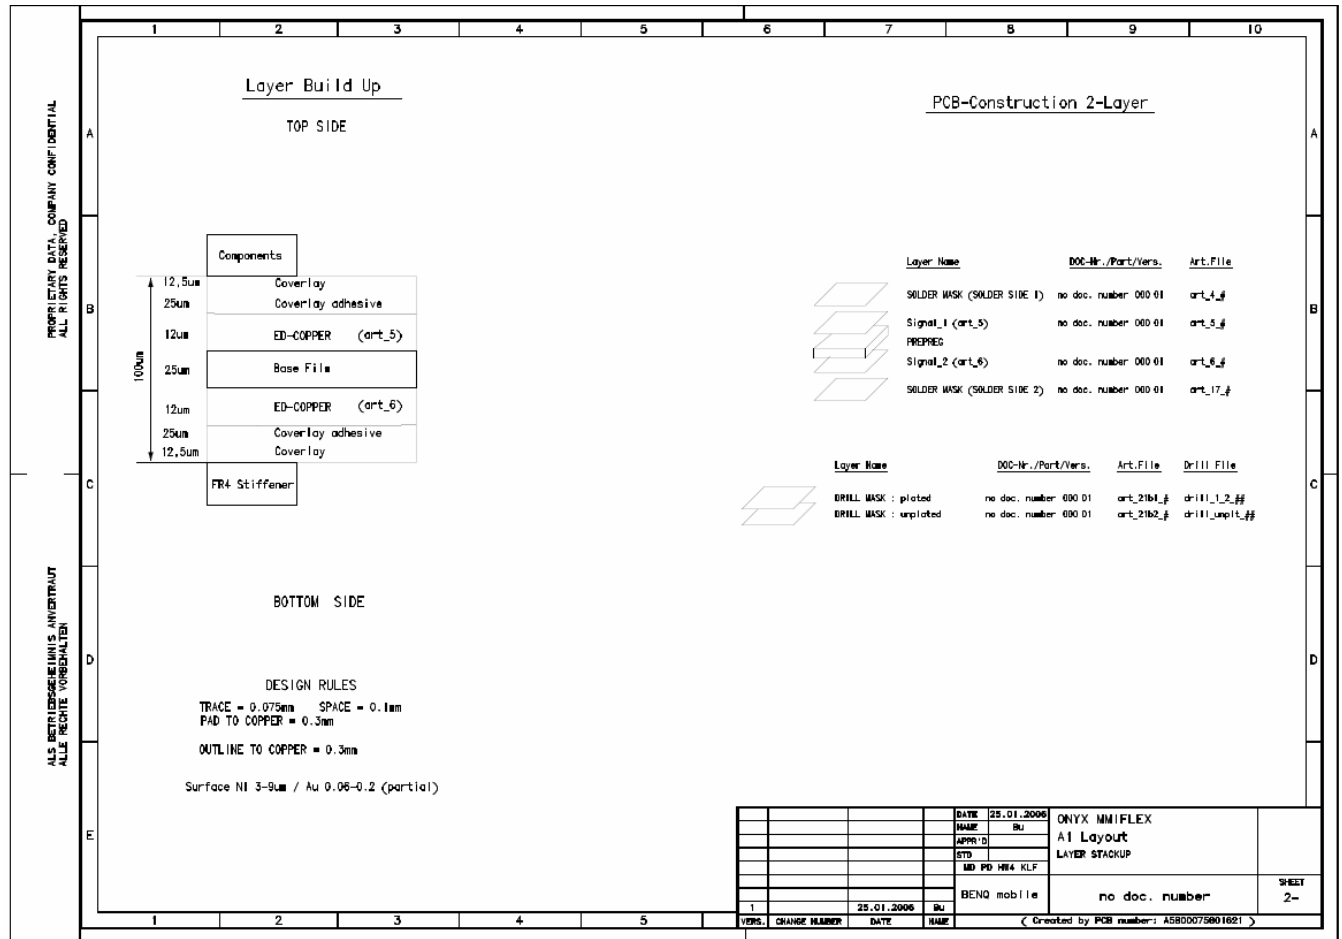 1 2 3 4 5 6 7 8 9 10
Layer Build Up
TOP SIDE
PCB-Construction 2-Layer
PROPRIETARY DATA, COMPANY CONFIDENTIAL
ALL RIGHTS RESERVED
A
A
B
B
C
C
D
D
E
Components
12,5um Coverlay
25um Coverlay adhesive
12um ED-COPPER (art_5)
100um
25um Base Film
12um ED-COPPER (art_6)
25um Coverlay adhesive
12,5um Coverlay
FR4 Stiffener
Layer Name DOC-Nr./Part/Vers. Art.File
SOLDER MASK (SOLDER SIDE 1) no doc. number 000 01 art_4_#
Signal_1 (art_5) no doc. number 000 01 art_5_#
PREPREG
Signal_2 (art_6) no doc. number 000 01 art_6_#
SOLDER MASK (SOLDER SIDE 2) no doc. number 000 01 art_17_#
Layer Name DOC-Nr./Part/Vers. Art.File Drill File
DRILL MASK : plated no doc. number 000 01 art_21b1_# drill_1_2_##
DRILL MASK : unplated no doc. number 000 01 art_21b2_# drill_unplt_##
BOTTOM SIDE
ALS BETRIEBSGEHEIMNIS ANVERTRAUT
ALLE RECHTE VORBEHALTEN
DESIGN RULES
TRACE = 0.075mm SPACE = 0.1mm
PAD TO COPPER = 0.3mm
OUTLINE TO COPPER = 0.3mm
Surface Ni 3-9um / Au 0.06-0.2 (partial)
DATE 25.01.2006
NAME Bu
APPR'D
STD
MD PD HW4 KLF
ONYX MMIFLEX
A1 Layout
LAYER STACKUP
BENQ mobile
no doc. number
SHEET
2-
1 25.01.2006 Bu
VERS. CHANGE NUMBER DATE NAME
( Created by PCB number: A5B00075801621 )
1 2 3 4 5